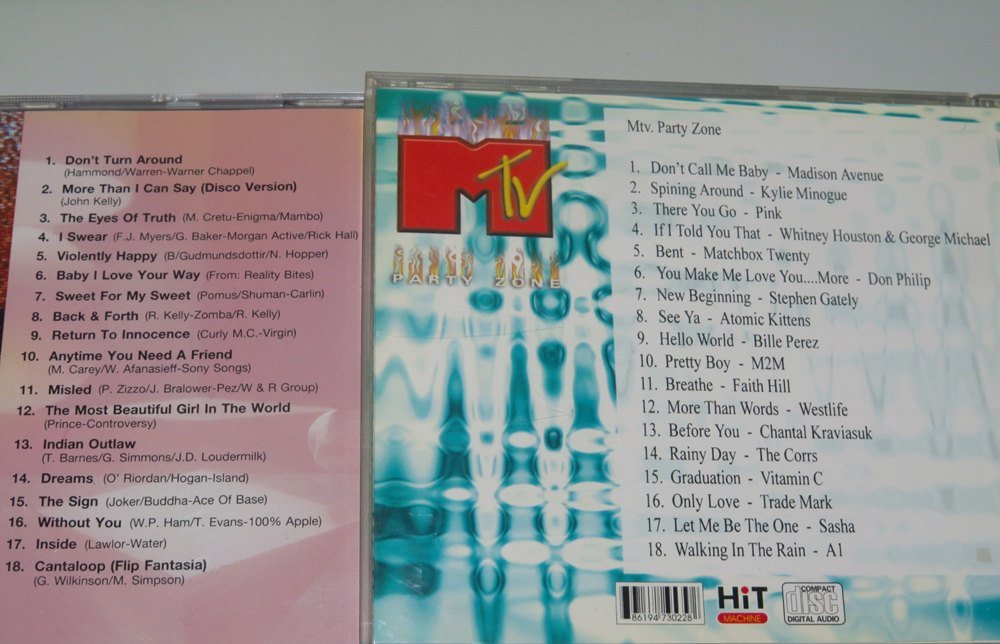 1. Don't Turn Around
(Hammond/Warren-Warner Chappel)
2. More Than I Can Say (Disco Version)
(John Kelly)
3. The Eyes Of Truth (M. Cretu-Enigma/Mambo)
4. I Swear (F.J. Myers/G. Baker-Morgan Active/Rick Hall)
5. Violently Happy (B/Gudmundsdottir/N. Hopper)
6. Baby I Love Your Way (From: Reality Bites)
7. Sweet For My Sweet (Pomus/Shuman-Carlin)
8. Back & Forth (R. Kelly-Zomba/R. Kelly)
9. Return To Innocence (Curly M.C.-Virgin)
10. Anytime You Need A Friend
(M. Carey/W. Afanasieff-Sony Songs)
11. Misled (P. Zizzo/J. Bralower-Pez/W & R Group)
12. The Most Beautiful Girl In The World
(Prince-Controversy)
13. Indian Outlaw
(T. Barnes/G. Simmons/J.D. Loudermilk)
14. Dreams (O' Riordan/Hogan-Island)
15. The Sign (Joker/Buddha-Ace Of Base)
16. Without You (W.P. Ham/T. Evans-100% Apple)
17. Inside (Lawlor-Water)
18. Cantaloop (Flip Fantasia)
(G. Wilkinson/M. Simpson)
MTV
PARTY ZONE
Mtv. Party Zone
1. Don't Call Me Baby - Madison Avenue
2. Spining Around - Kylie Minogue
3. There You Go - Pink
4. If I Told You That - Whitney Houston & George Michael
5. Bent - Matchbox Twenty
6. You Make Me Love You....More - Don Philip
7. New Beginning - Stephen Gately
8. See Ya - Atomic Kittens
9. Hello World - Bille Perez
10. Pretty Boy - M2M
11. Breathe - Faith Hill
12. More Than Words - Westlife
13. Before You - Chantal Kraviasuk
14. Rainy Day - The Corrs
15. Graduation - Vitamin C
16. Only Love - Trade Mark
17. Let Me Be The One - Sasha
18. Walking In The Rain - A1
86194 730228
HiT
MACHINE
COMPACT
disc
DIGITAL AUDIO